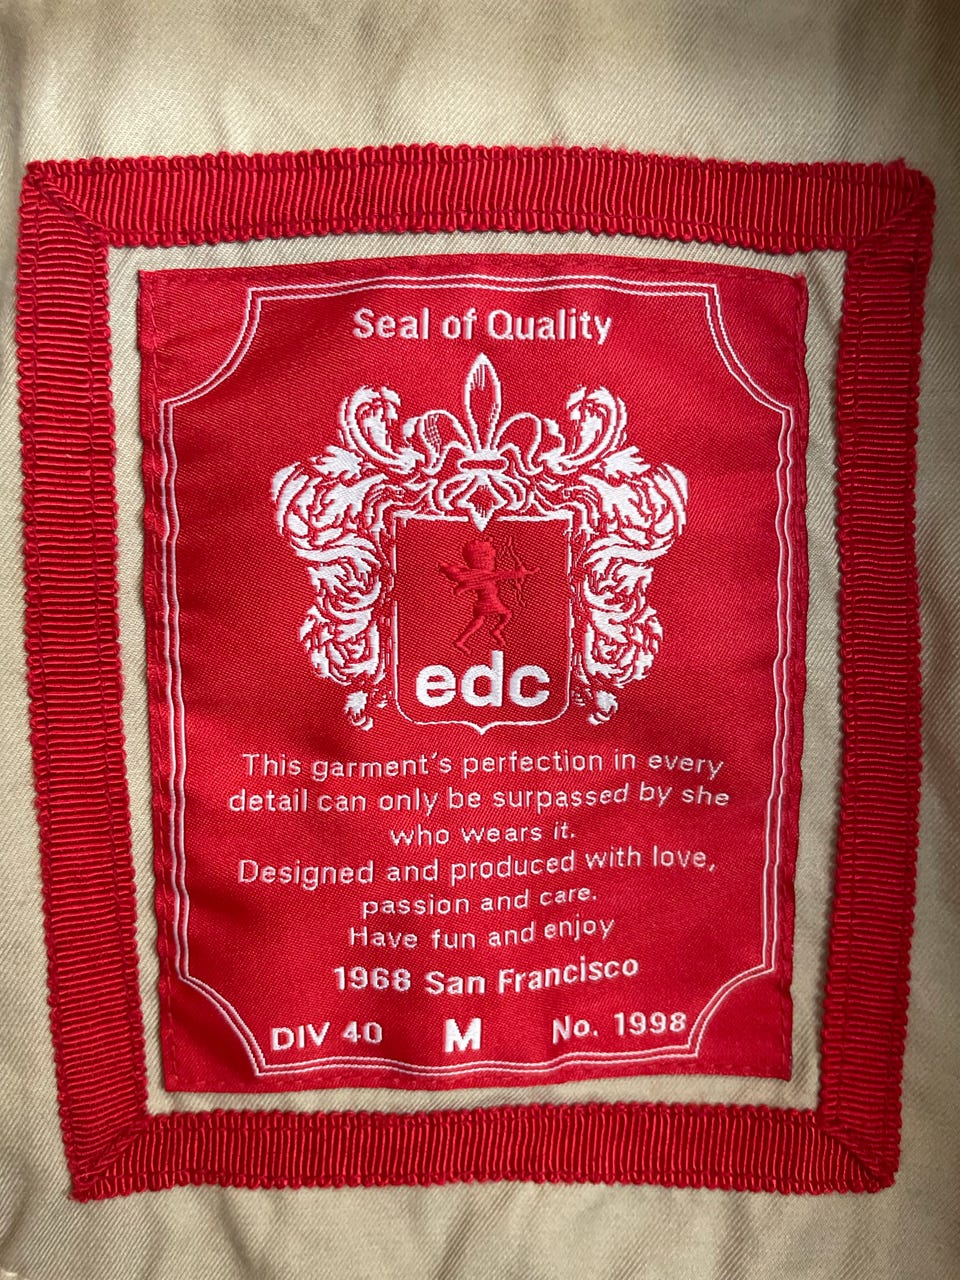 Seal of Quality
edc
This garment's perfection in every
detail can only be surpassed by she
who wears it.
Designed and produced with love,
passion and care.
Have fun and enjoy
1968 San Francisco
DIV 40 M No. 1998